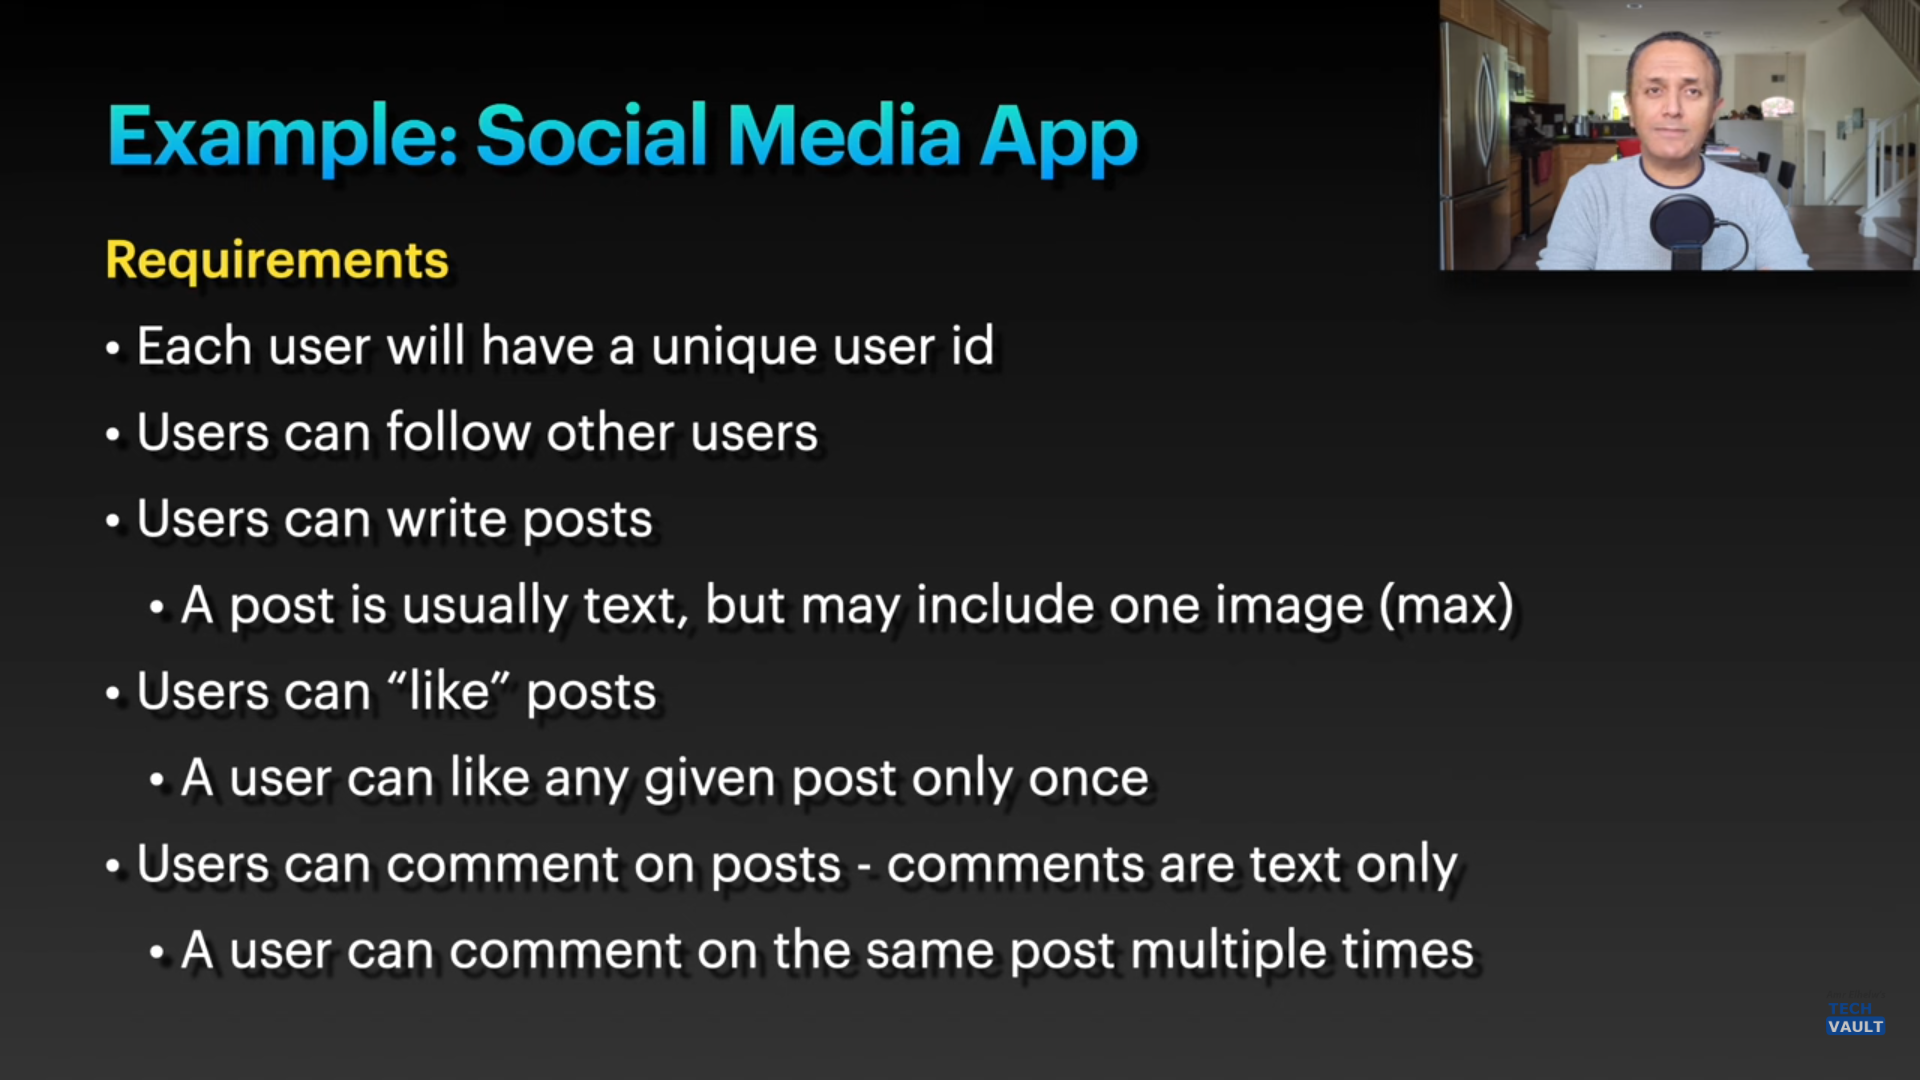 Example: Social Media App
Requirements
• Each user will have a unique user id
• Users can follow other users
• Users can write posts
• A post is usually text, but may include one image (max)
• Users can “like” posts
• A user can like any given post only once
• Users can comment on posts - comments are text only
• A user can comment on the same post multiple times
TECH
VAULT